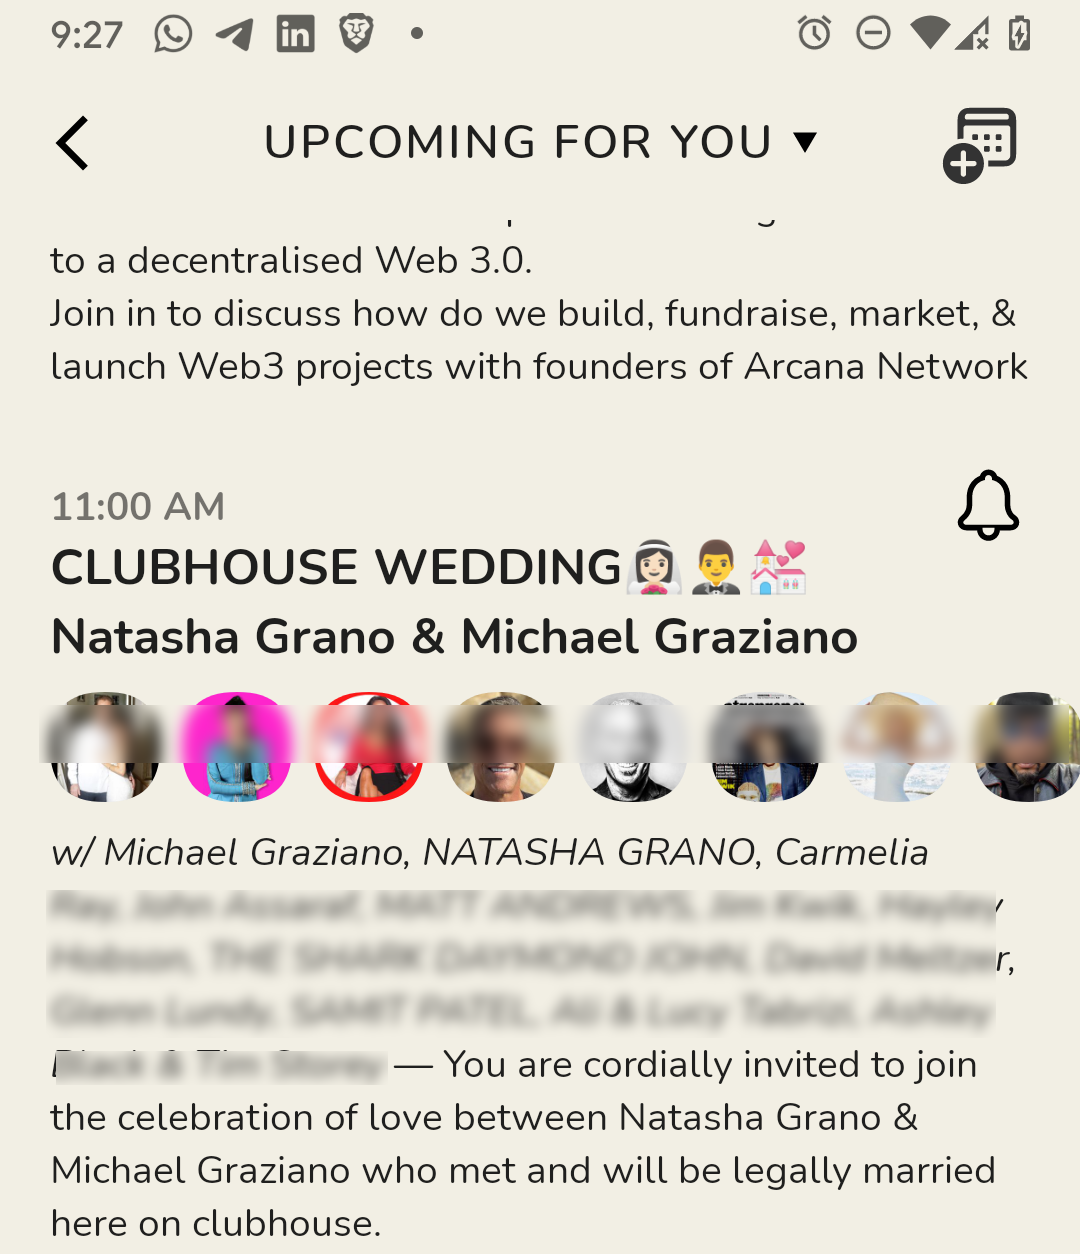 9:27
UPCOMING FOR YOU ▼
to a decentralised Web 3.0.
Join in to discuss how do we build, fundraise, market, &
launch Web3 projects with founders of Arcana Network
11:00 AM
CLUBHOUSE WEDDING👰🏻🤵💒
Natasha Grano & Michael Graziano
w/ Michael Graziano, NATASHA GRANO, Carmelia
— You are cordially invited to join
the celebration of love between Natasha Grano &
Michael Graziano who met and will be legally married
here on clubhouse.